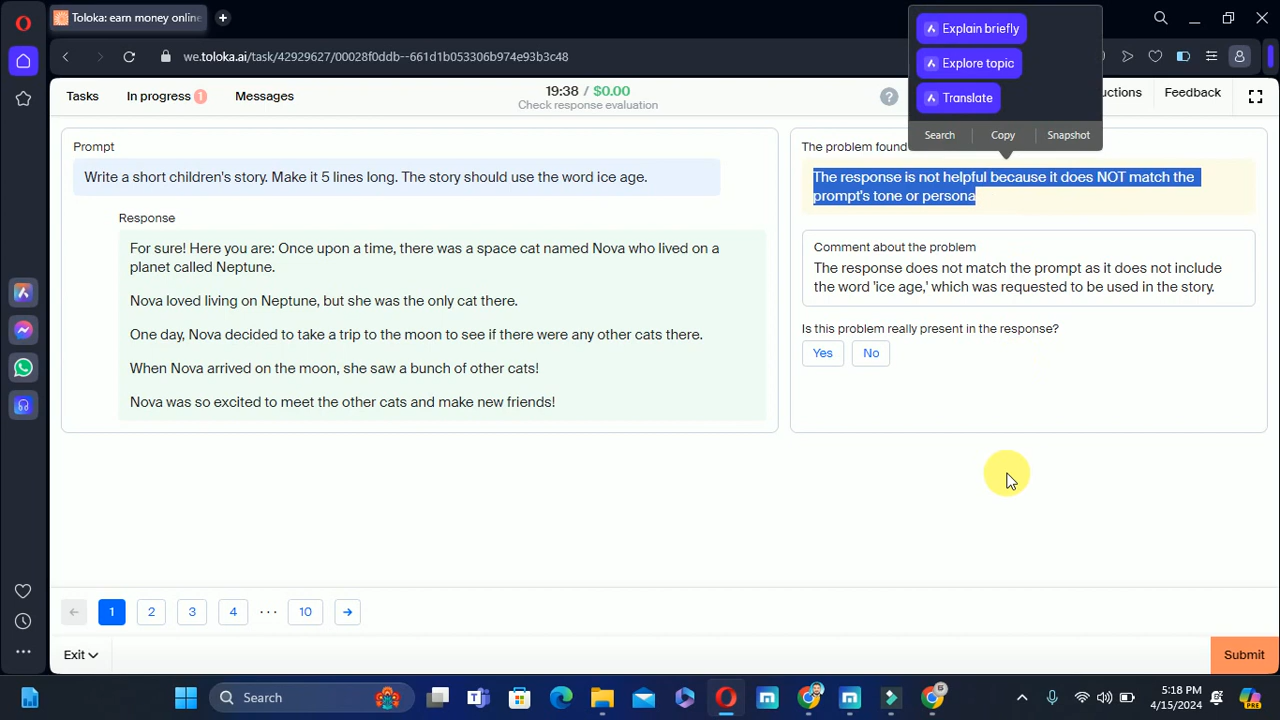 Toloka: earn money online
we.toloka.ai/task/42929627/00028f0ddb--661d1b053306b974e93b3c48
Explain briefly
Explore topic
Translate
Search Copy Snapshot
Tasks In progress 1 Messages
19:38 / $0.00
Check response evaluation
?
uctions Feedback
Prompt
Write a short children's story. Make it 5 lines long. The story should use the word ice age.
Response
For sure! Here you are: Once upon a time, there was a space cat named Nova who lived on a
planet called Neptune.
Nova loved living on Neptune, but she was the only cat there.
One day, Nova decided to take a trip to the moon to see if there were any other cats there.
When Nova arrived on the moon, she saw a bunch of other cats!
Nova was so excited to meet the other cats and make new friends!
The problem found
The response is not helpful because it does NOT match the
prompt's tone or persona
Comment about the problem
The response does not match the prompt as it does not include
the word 'ice age,' which was requested to be used in the story.
Is this problem really present in the response?
Yes No
1 2 3 4 ... 10
Exit
Submit
Search
5
5:18 PM
4/15/2024
PRE